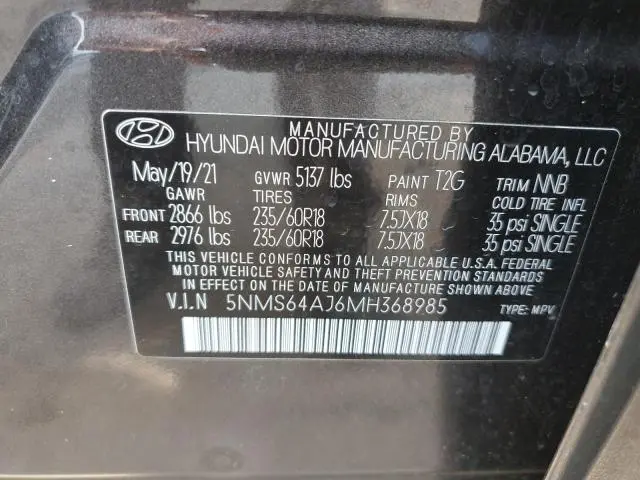 MANUFACTURED BY
HYUNDAI MOTOR MANUFACTURING ALABAMA, LLC
May/19/21 GVWR 5137 lbs PAINT T2G TRIM NNB
GAWR TIRES RIMS COLD TIRE INFL
FRONT 2866 lbs 235/60R18 7.5JX18 35 psi SINGLE
REAR 2976 lbs 235/60R18 7.5JX18 35 psi SINGLE
THIS VEHICLE CONFORMS TO ALL APPLICABLE U.S.A. FEDERAL
MOTOR VEHICLE SAFETY AND THEFT PREVENTION STANDARDS
IN EFFECT ON THE DATE OF MANUFACTURE SHOWN ABOVE.
V.I.N 5NMS64AJ6MH368985 TYPE: MPV